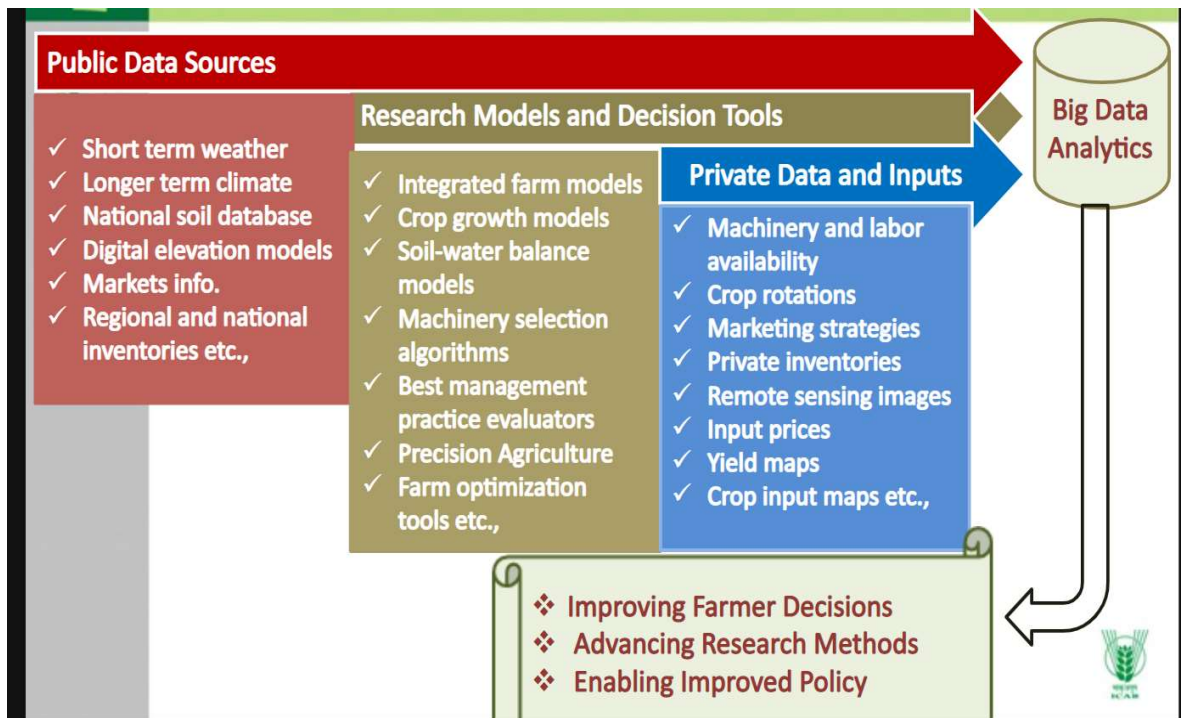 Public Data Sources
Short term weather
Longer term climate
National soil database
Digital elevation models
Markets info.
Regional and national
inventories etc.,
Research Models and Decision Tools
Integrated farm models
Crop growth models
Soil-water balance
models
Machinery selection
algorithms
Best management
practice evaluators
Precision Agriculture
Farm optimization
tools etc.,
Private Data and Inputs
Machinery and labor
availability
Crop rotations
Marketing strategies
Private inventories
Remote sensing images
Input prices
Yield maps
Crop input maps etc.,
Big Data
Analytics
Improving Farmer Decisions
Advancing Research Methods
Enabling Improved Policy
ICAR